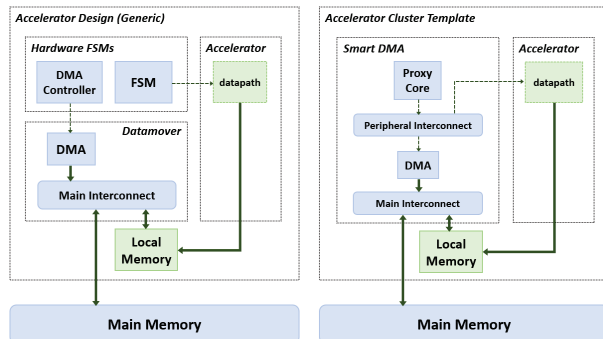 Accelerator Design (Generic)
Hardware FSMs
Accelerator
DMA
Controller
FSM
datapath
Datamover
DMA
Main Interconnect
Local
Memory
Main Memory
Accelerator Cluster Template
Smart DMA
Accelerator
Proxy
Core
datapath
Peripheral Interconnect
DMA
Main Interconnect
Local
Memory
Main Memory